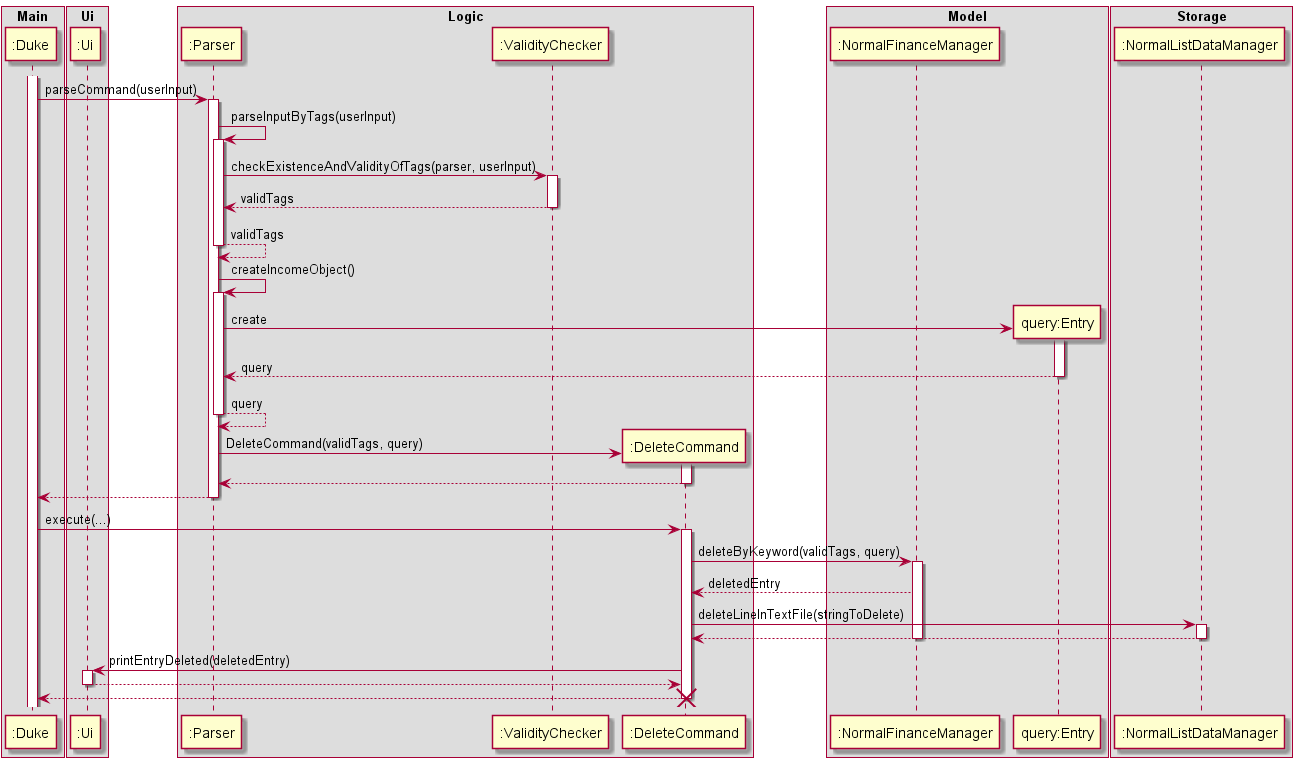 Main Ui Logic Model Storage
:Duke :Ui :Parser :ValidityChecker :NormalFinanceManager :NormalListDataManager
parseCommand(userInput)
parseInputByTags(userInput)
checkExistenceAndValidityOfTags(parser, userInput)
validTags
validTags
createIncomeObject()
create
query:Entry
query
query
DeleteCommand(validTags, query)
:DeleteCommand
execute(...)
deleteByKeyword(validTags, query)
deletedEntry
deleteLineInTextFile(stringToDelete)
printEntryDeleted(deletedEntry)
:Duke :Ui :Parser :ValidityChecker :DeleteCommand :NormalFinanceManager query:Entry :NormalListDataManager